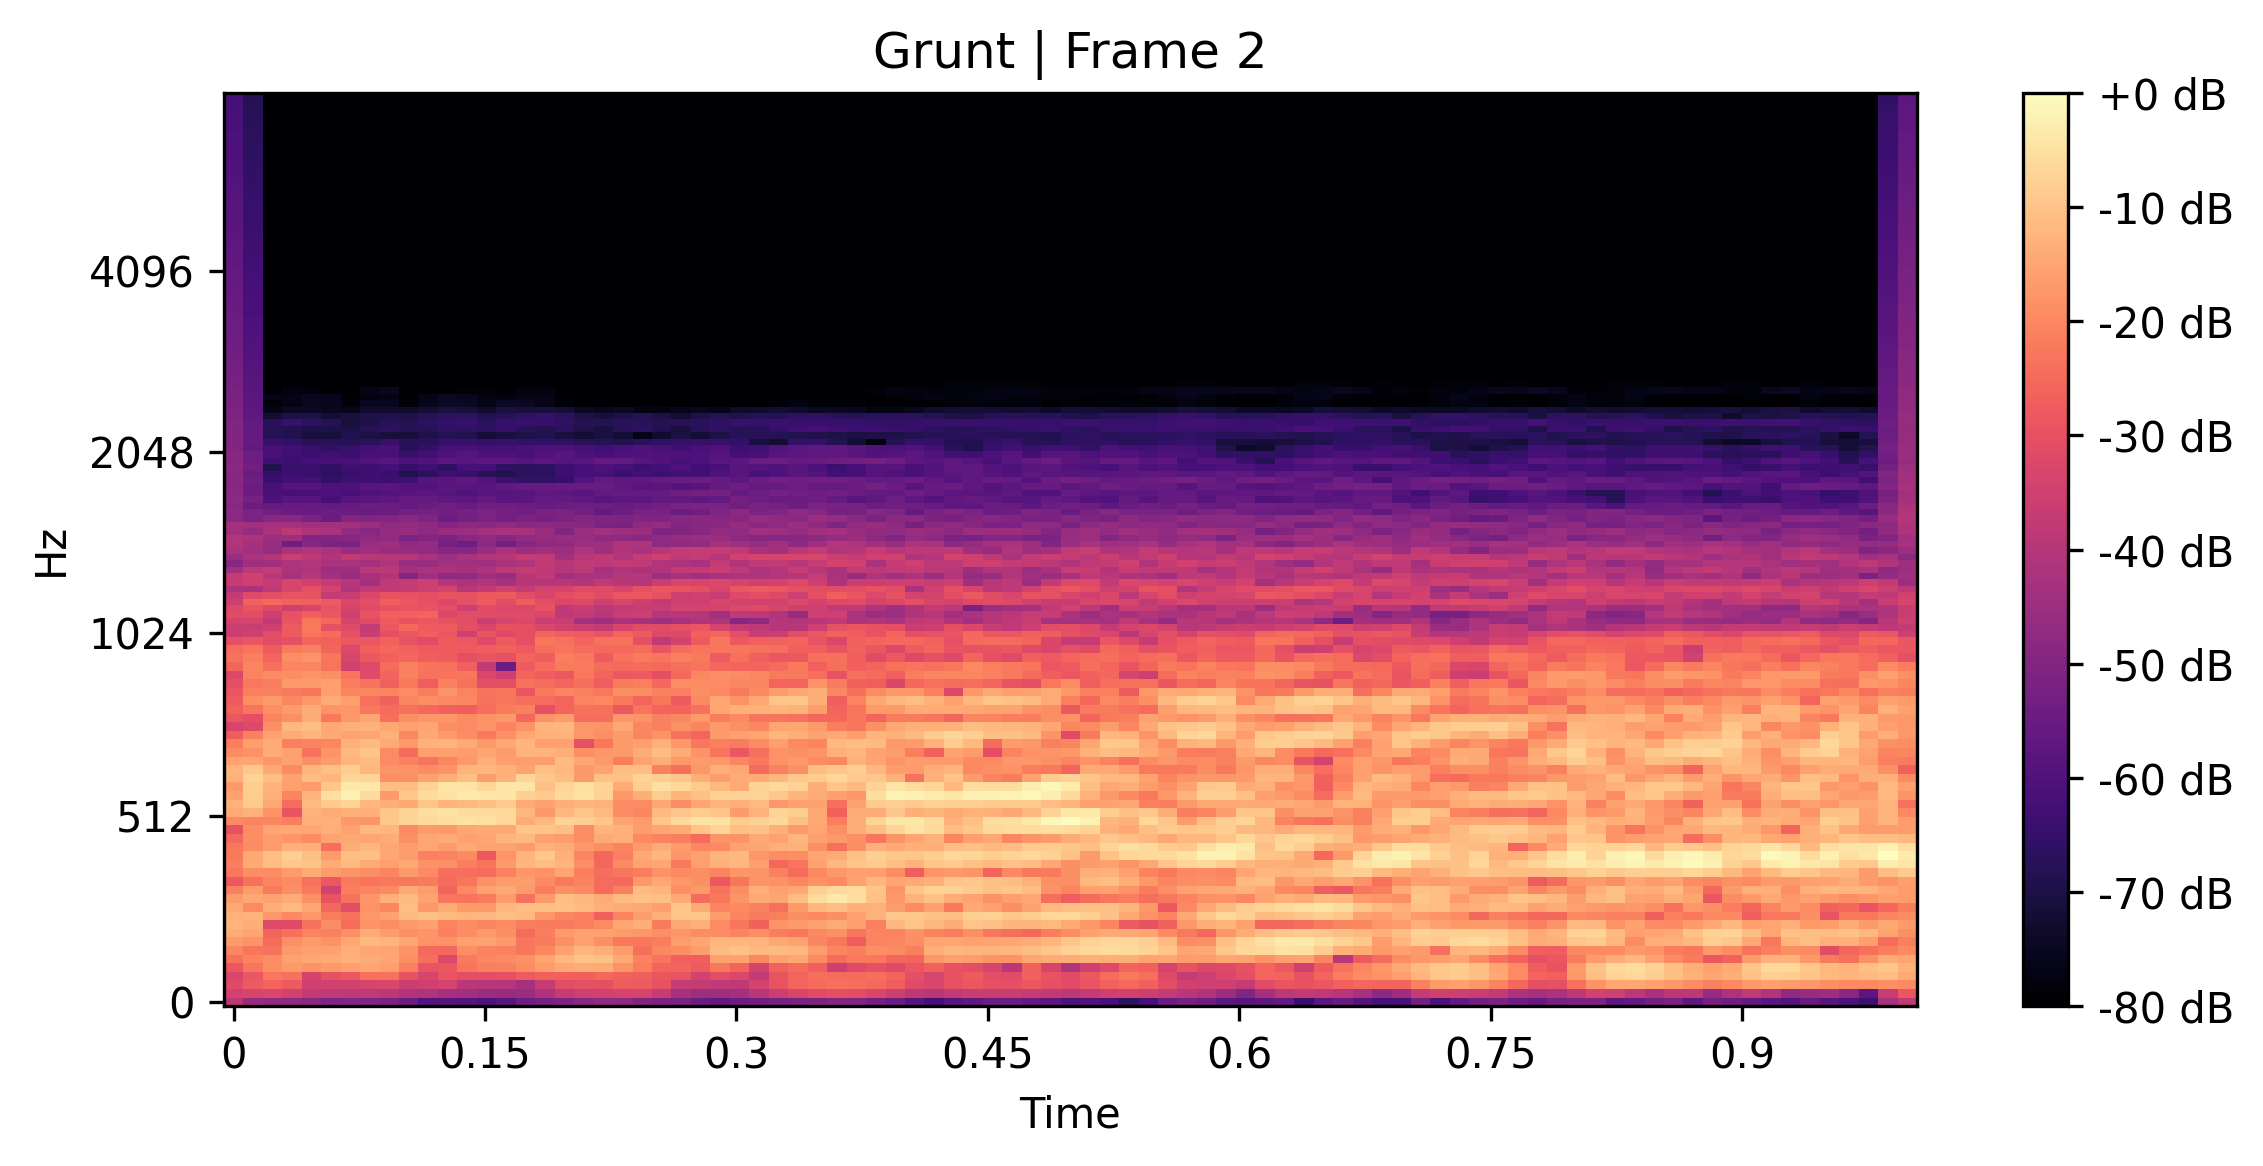 Grunt | Frame 2
Hz
4096
2048
1024
512
0
0 0.15 0.3 0.45 0.6 0.75 0.9
Time
+0 dB
-10 dB
-20 dB
-30 dB
-40 dB
-50 dB
-60 dB
-70 dB
-80 dB